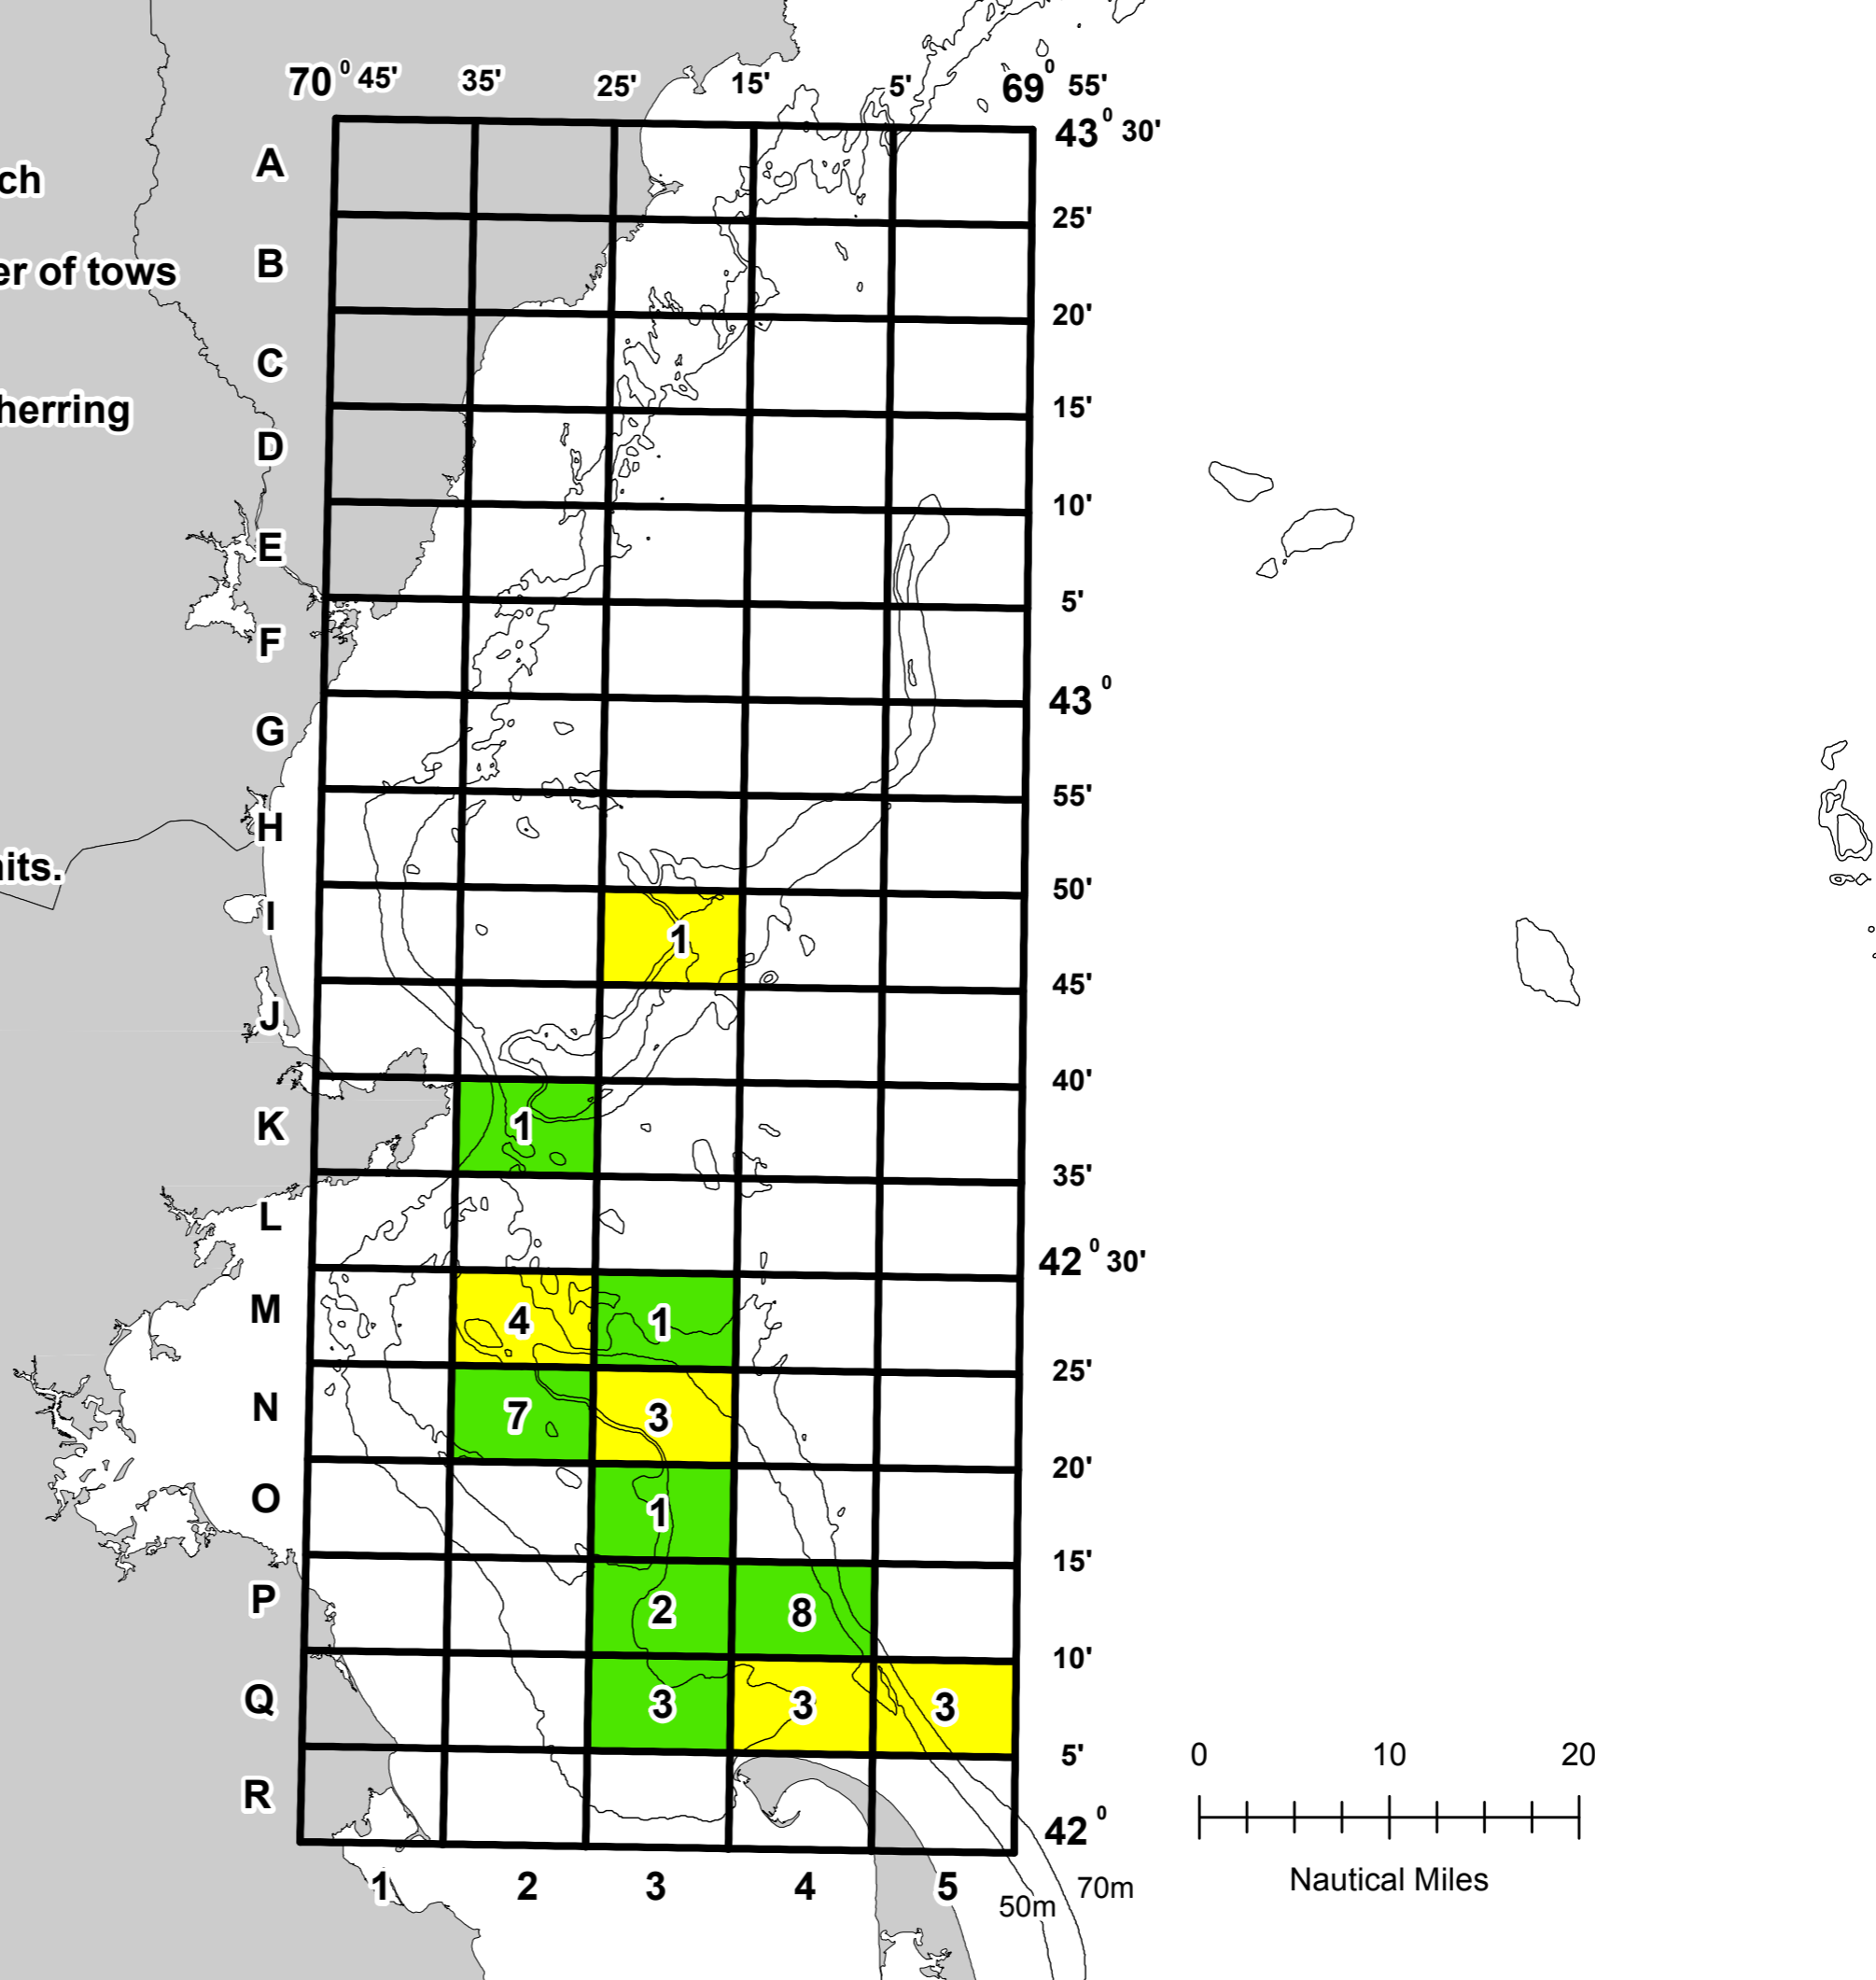 70° 45' 35' 25' 15' 5' 69° 55'
43° 30'
A
ch
25'
B
er of tows
20'
C
15'
herring
D
10'
E
5'
F
43°
G
55'
H
its.
50'
I
1
45'
J
40'
K
1
35'
L
42° 30'
M
4 1
25'
N
7 3
20'
O
1
15'
P
2 8
10'
Q
3 3 3
5'
0 10 20
R
42°
Nautical Miles
1 2 3 4 5
50m 70m